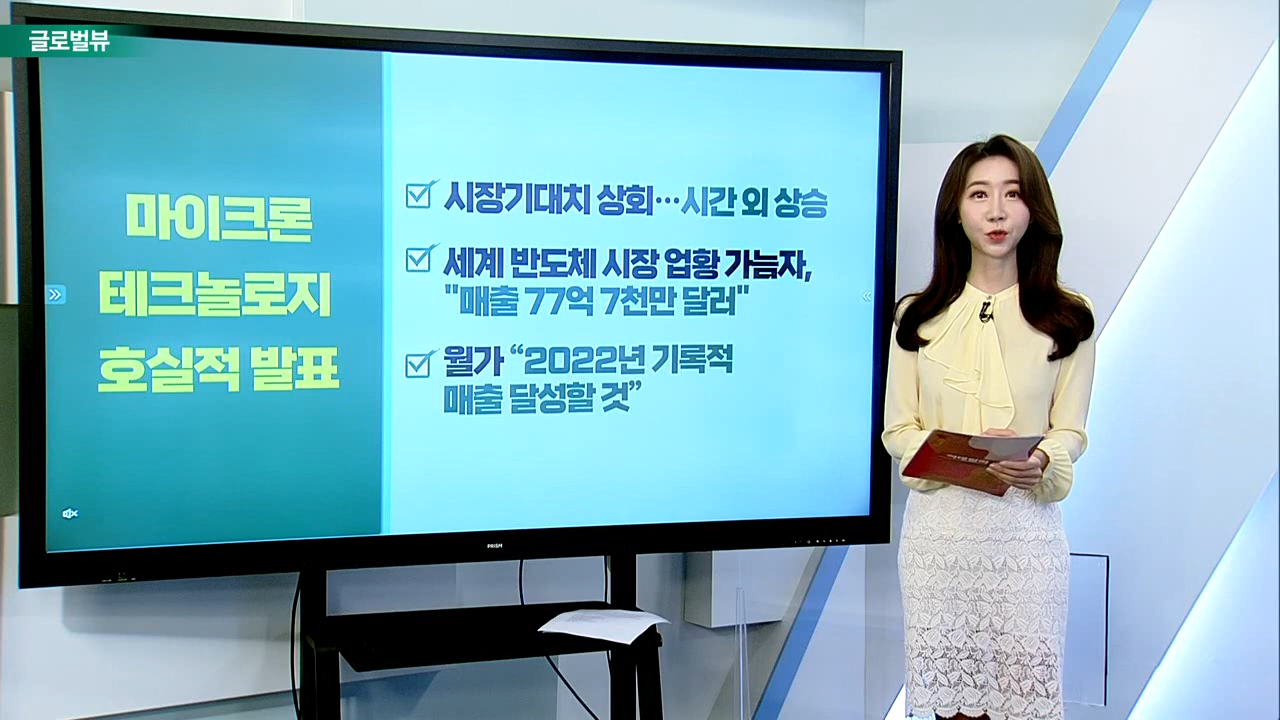 글로벌뷰
마이크론
테크놀로지
호실적 발표
시장기대치 상회…시간 외 상승
세계 반도체 시장 업황 가늠자,
"매출 77억 7천만 달러"
월가 “2022년 기록적
매출 달성할 것”
PRISM